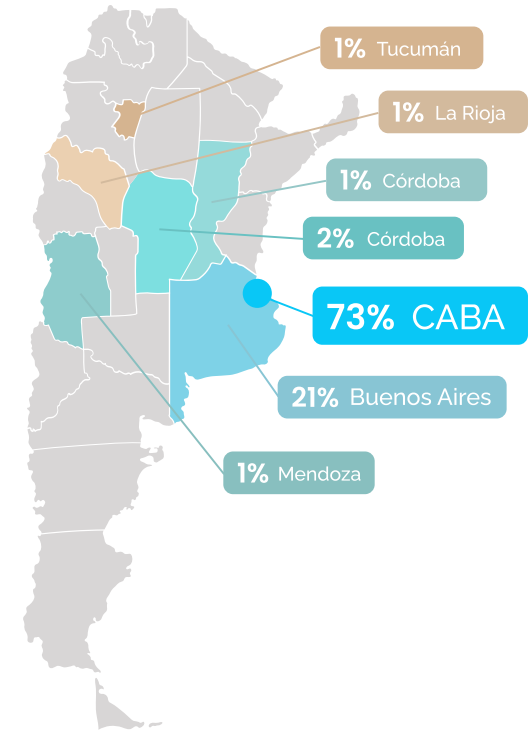 1% Tucumán
1% La Rioja
1% Córdoba
2% Córdoba
73% CABA
21% Buenos Aires
1% Mendoza